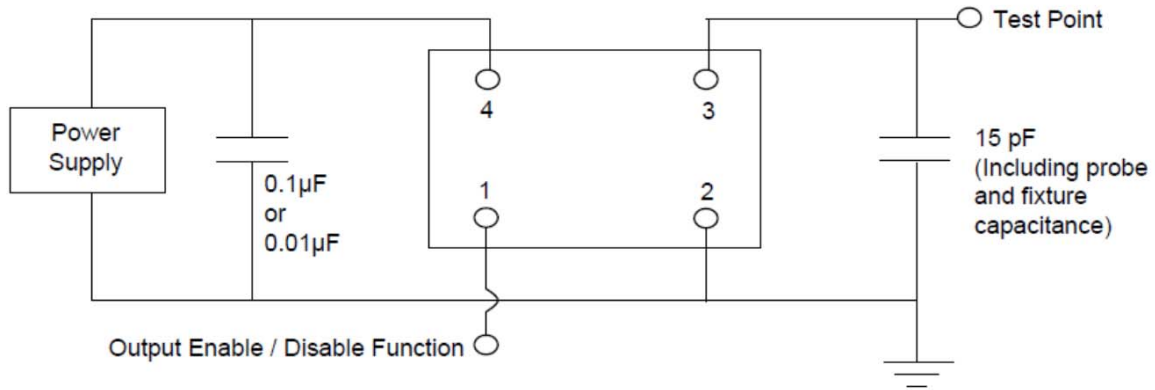 Test Point
4
3
Power
Supply
15 pF
(Including probe
and fixture
capacitance)
0.1µF
or
0.01µF
1
2
Output Enable / Disable Function